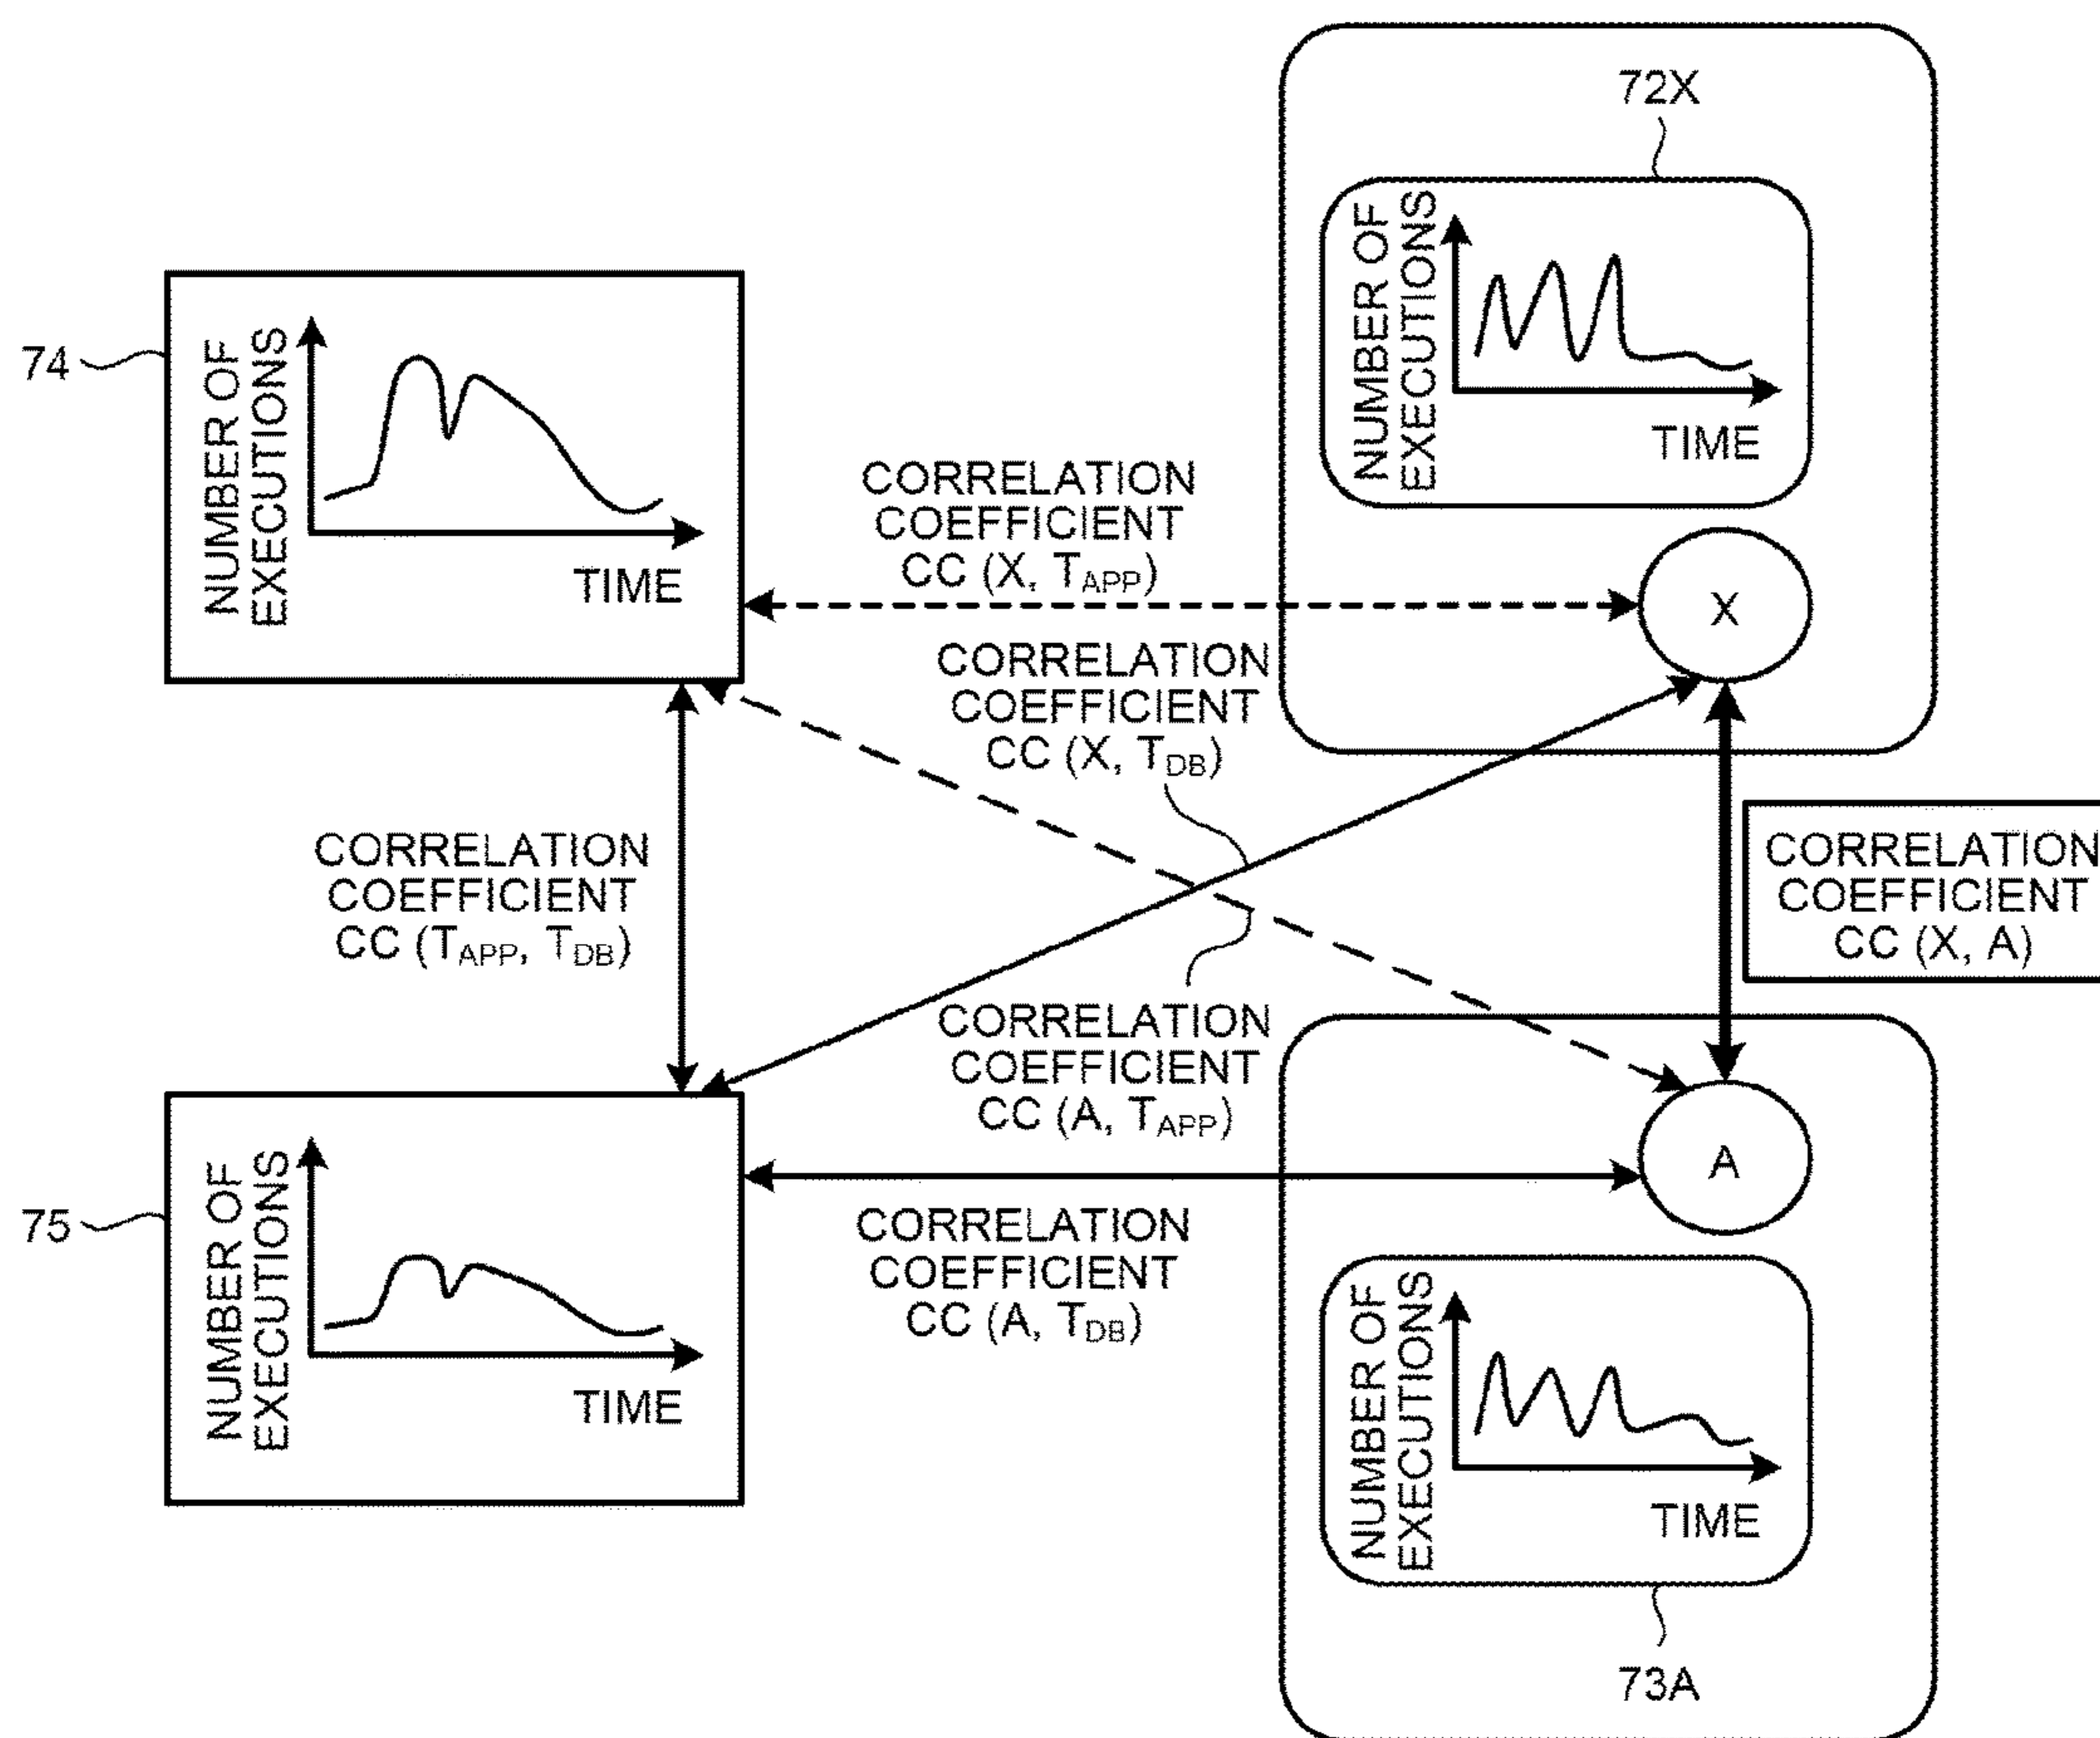 72X
NUMBER OF
EXECUTIONS
TIME
X
74
NUMBER OF
EXECUTIONS
TIME
CORRELATION
COEFFICIENT
CC (X, TAPP)
CORRELATION
COEFFICIENT
CC (X, TDB)
CORRELATION
COEFFICIENT
CC (TAPP, TDB)
CORRELATION
COEFFICIENT
CC (X, A)
CORRELATION
COEFFICIENT
CC (A, TAPP)
A
75
NUMBER OF
EXECUTIONS
TIME
CORRELATION
COEFFICIENT
CC (A, TDB)
NUMBER OF
EXECUTIONS
TIME
73A